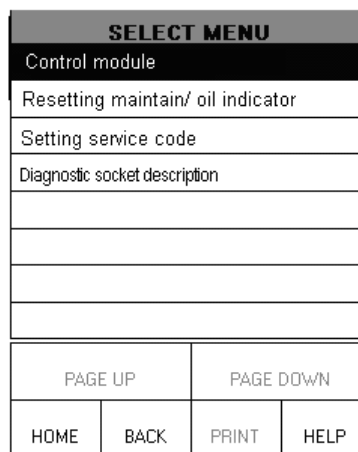 SELECT MENU
Control module
Resetting maintain/ oil indicator
Setting service code
Diagnostic socket description
PAGE UP PAGE DOWN
HOME BACK PRINT HELP